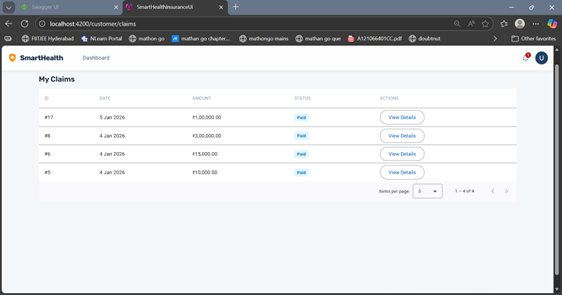 Swagger UI
SmartHealthInsuranceUi
localhost:4200/customer/claims
FIITJEE Hyderabad
NLearn Portal
mathon go
mathan go chapter...
mathongo mains
mathan go que
A121066401CC.pdf
doubtnut
Other favorites
SmartHealth
Dashboard
U
My Claims
ID DATE AMOUNT STATUS ACTIONS
#17 5 Jan 2026 ₹1,00,000.00 Paid View Details
#8 4 Jan 2026 ₹3,00,000.00 Paid View Details
#6 4 Jan 2026 ₹15,000.00 Paid View Details
#5 4 Jan 2026 ₹10,000.00 Paid View Details
Items per page: 5 1 – 4 of 4